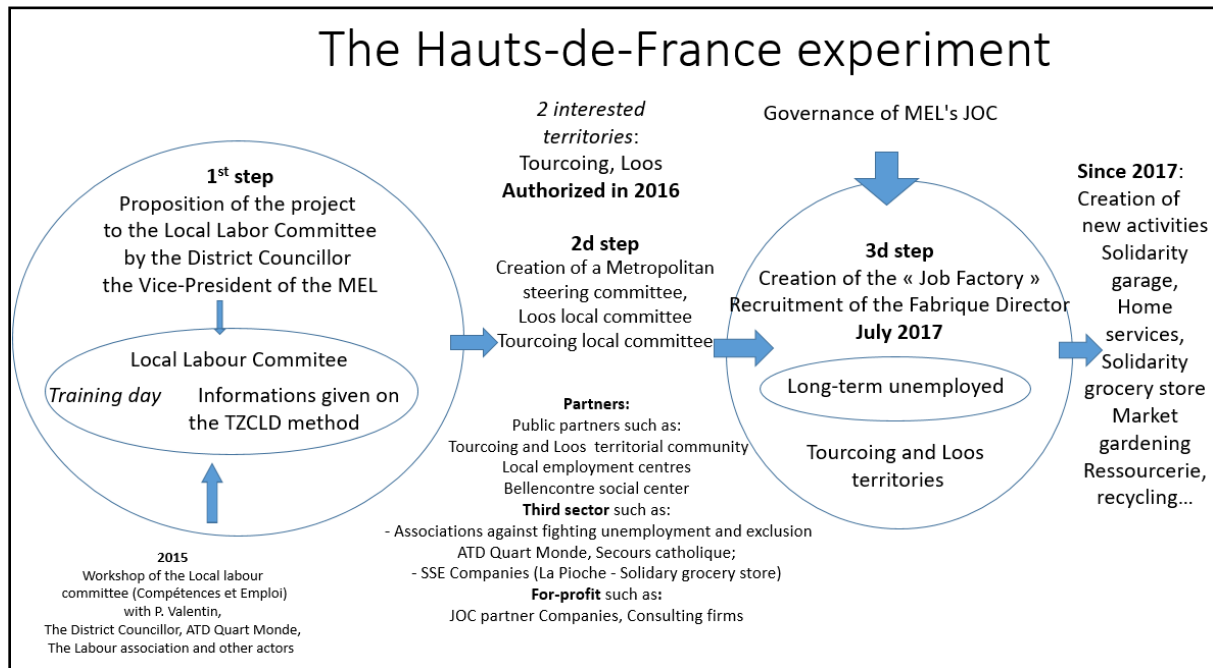 The Hauts-de-France experiment
1st step
Proposition of the project
to the Local Labor Committee
by the District Councillor
the Vice-President of the MEL
Local Labour Commitee
Training day Informations given on
the TZCLD method
2015
Workshop of the Local labour
committee (Compétences et Emploi)
with P. Valentin,
The District Councillor, ATD Quart Monde,
The Labour association and other actors
2 interested
territories:
Tourcoing, Loos
Authorized in 2016
2d step
Creation of a Metropolitan
steering committee,
Loos local committee
Tourcoing local committee
Partners:
Public partners such as:
Tourcoing and Loos territorial community
Local employment centres
Bellencontre social center
Third sector such as:
- Associations against fighting unemployment and exclusion
ATD Quart Monde, Secours catholique;
- SSE Companies (La Pioche - Solidary grocery store)
For-profit such as:
JOC partner Companies, Consulting firms
Governance of MEL's JOC
3d step
Creation of the « Job Factory »
Recruitment of the Fabrique Director
July 2017
Long-term unemployed
Tourcoing and Loos
territories
Since 2017:
Creation of
new activities
Solidarity
garage,
Home
services,
Solidarity
grocery store
Market
gardening
Ressourcerie,
recycling...